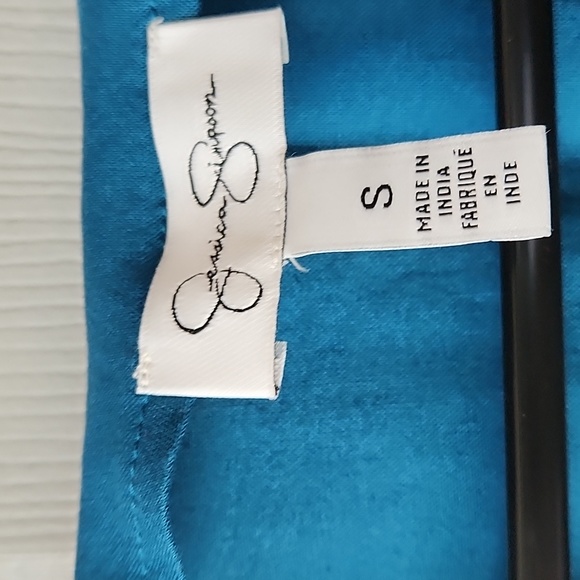 Jessica Simpson
S
MADE IN
INDIA
FABRIQUÉ
EN
INDE